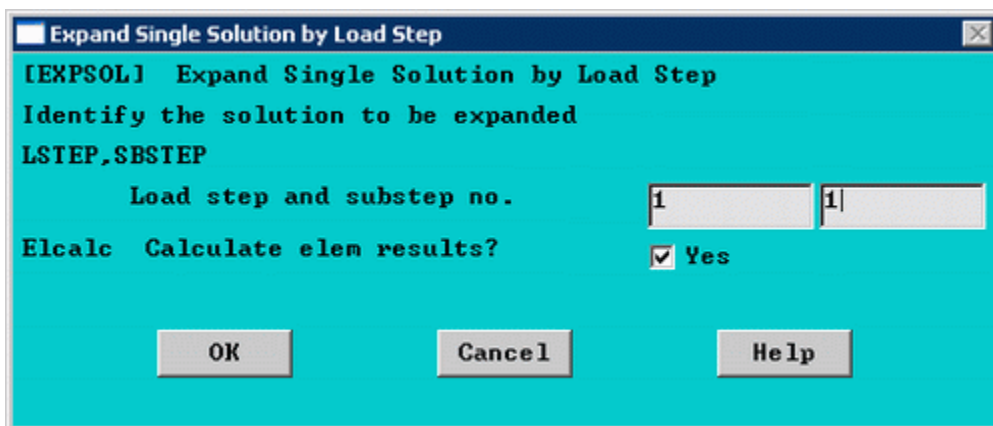 Expand Single Solution by Load Step
[EXPSOL] Expand Single Solution by Load Step
Identify the solution to be expanded
LSTEP,SBSTEP
Load step and substep no. 1 1
Elcalc Calculate elem results? Yes
OK Cancel Help